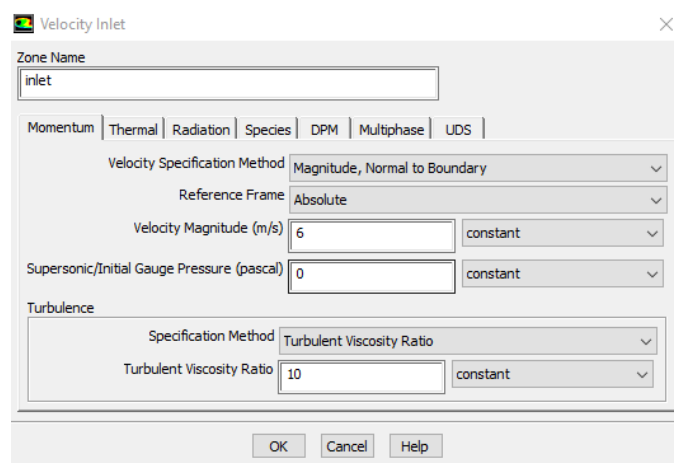 Velocity Inlet
Zone Name
inlet
Momentum Thermal Radiation Species DPM Multiphase UDS
Velocity Specification Method Magnitude, Normal to Boundary
Reference Frame Absolute
Velocity Magnitude (m/s) 6 constant
Supersonic/Initial Gauge Pressure (pascal) 0 constant
Turbulence
Specification Method Turbulent Viscosity Ratio
Turbulent Viscosity Ratio 10 constant
OK Cancel Help